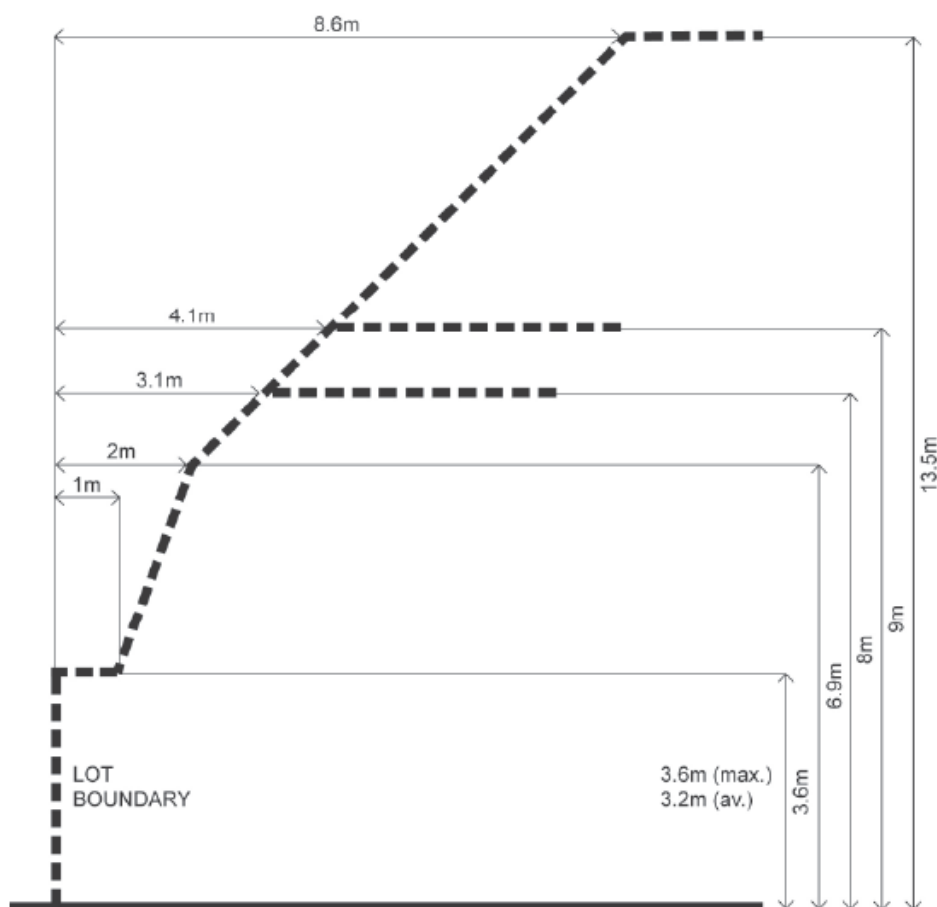 8.6m
4.1m
3.1m
2m
1m
13.5m
9m
8m
6.9m
3.6m
LOT
BOUNDARY
3.6m (max.)
3.2m (av.)